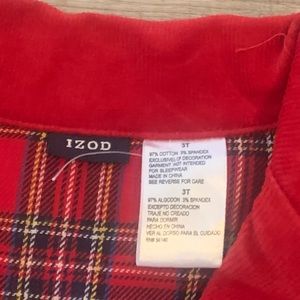 IZOD
3T
97% COTTON 3% SPANDEX
EXCLUSIVE OF DECORATION
GARMENT NOT INTENDED
FOR SLEEPWEAR
MADE IN CHINA
SEE REVERSE FOR CARE
3T
97% ALGODON 3% SPANDEX
EXCEPTO DECORACION
TRAJE NO CREADO
PARA DORMIR
HECHO EN CHINA
VER AL DORSO PARA EL CUIDADO